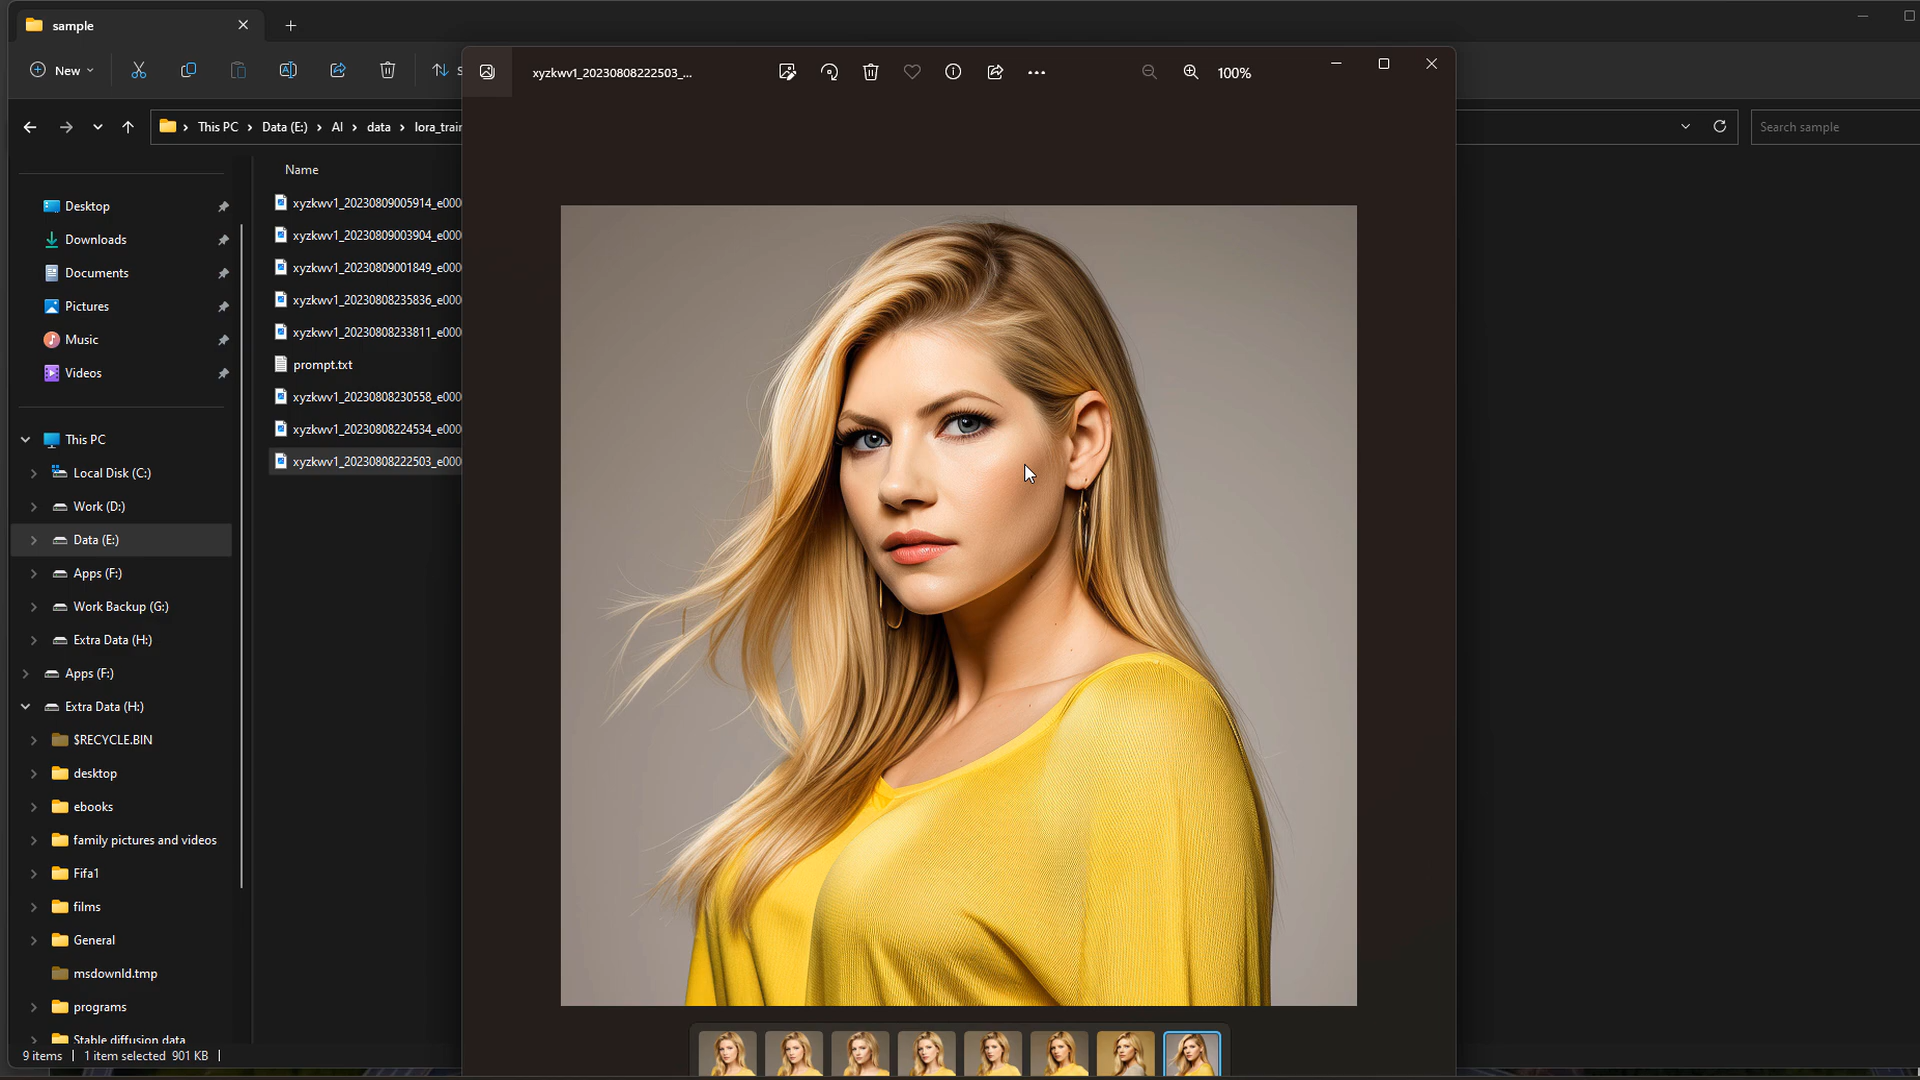 sample
New
S
xyzkwv1_20230808222503_...
100%
This PC
Data (E:)
AI
data
lora_train
Search sample
Name
Desktop
Downloads
Documents
Pictures
Music
Videos
xyzkwv1_20230809005914_e000
xyzkwv1_20230809003904_e000
xyzkwv1_20230809001849_e000
xyzkwv1_20230808235836_e000
xyzkwv1_20230808233811_e000
prompt.txt
xyzkwv1_20230808230558_e000
xyzkwv1_20230808224534_e000
xyzkwv1_20230808222503_e000
This PC
Local Disk (C:)
Work (D:)
Data (E:)
Apps (F:)
Work Backup (G:)
Extra Data (H:)
Apps (F:)
Extra Data (H:)
$RECYCLE.BIN
desktop
ebooks
family pictures and videos
Fifa1
films
General
msdownld.tmp
programs
Stable diffusion data
9 items
1 item selected 901 KB